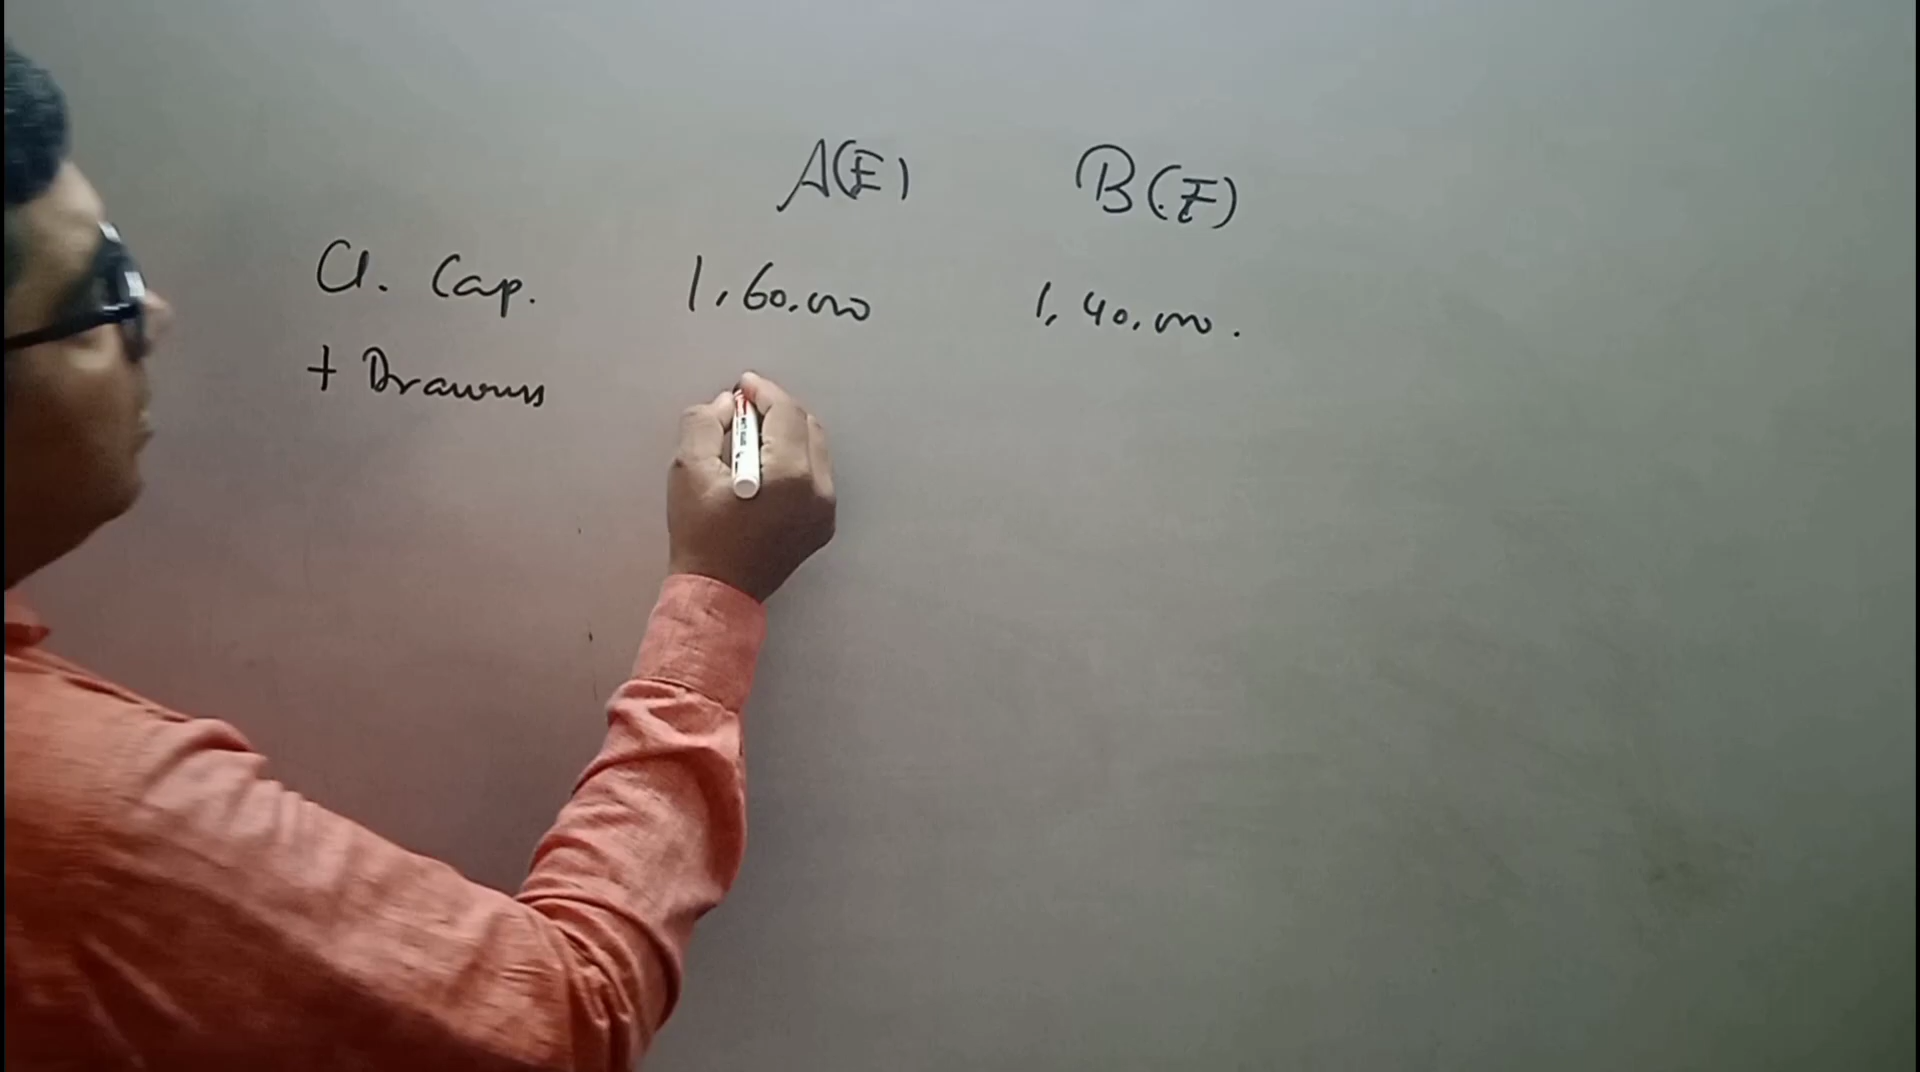 A(₹) B(₹)
Cl. Cap. 1,60,000 1,40,000.
+ Drawings